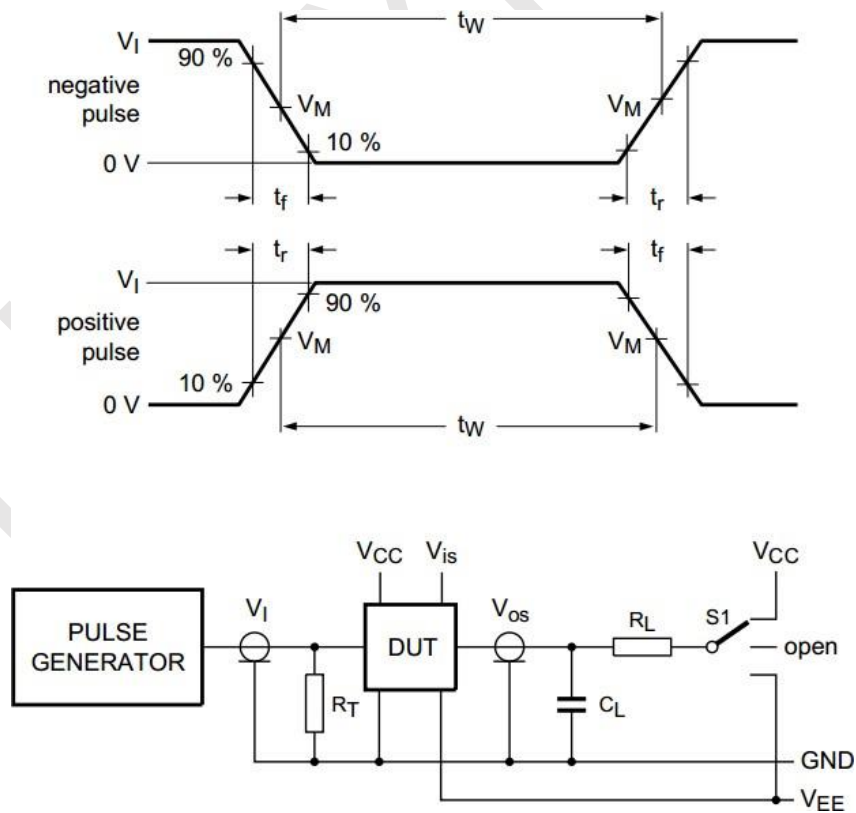 tW
VI
90 %
negative
pulse
VM
VM
10 %
0 V
tf
tr
tr
tf
VI
90 %
positive
pulse
VM
VM
10 %
0 V
tW
VCC
Vis
VCC
PULSE
GENERATOR
VI
DUT
Vos
RL
S1
open
RT
CL
GND
VEE